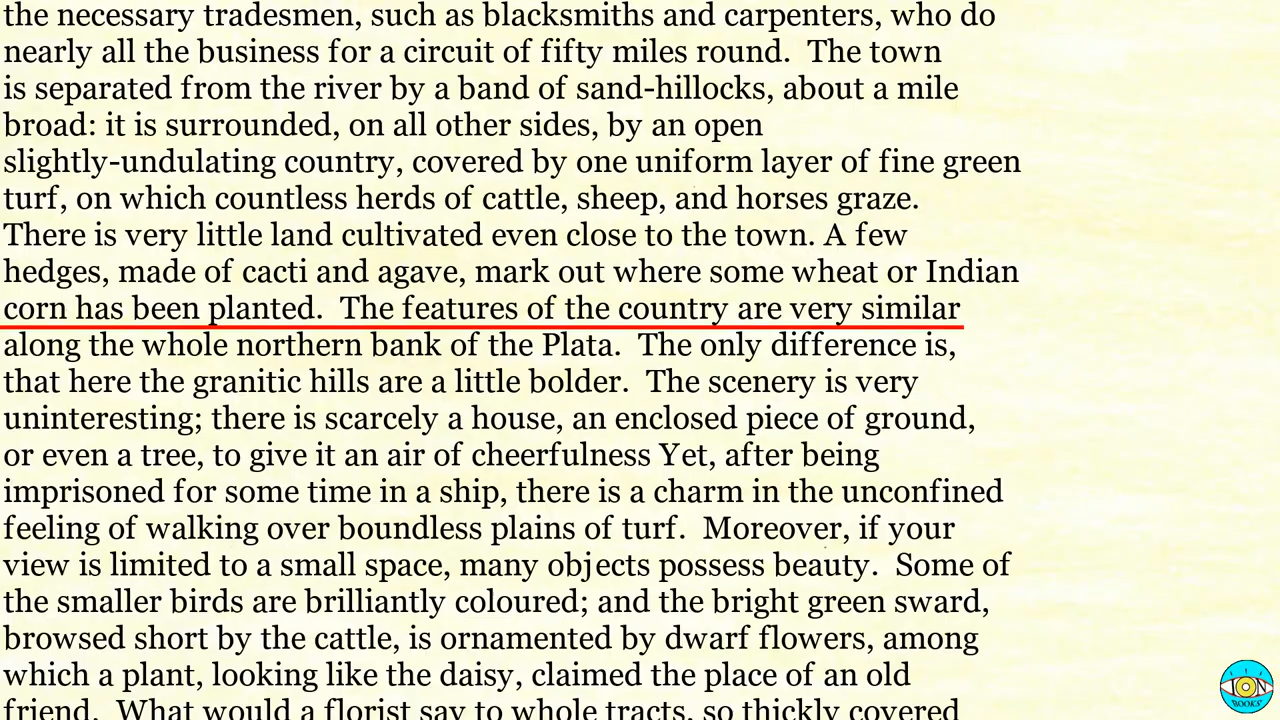 the necessary tradesmen, such as blacksmiths and carpenters, who do
nearly all the business for a circuit of fifty miles round.  The town
is separated from the river by a band of sand-hillocks, about a mile
broad: it is surrounded, on all other sides, by an open
slightly-undulating country, covered by one uniform layer of fine green
turf, on which countless herds of cattle, sheep, and horses graze.
There is very little land cultivated even close to the town. A few
hedges, made of cacti and agave, mark out where some wheat or Indian
corn has been planted.  The features of the country are very similar
along the whole northern bank of the Plata.  The only difference is,
that here the granitic hills are a little bolder.  The scenery is very
uninteresting; there is scarcely a house, an enclosed piece of ground,
or even a tree, to give it an air of cheerfulness Yet, after being
imprisoned for some time in a ship, there is a charm in the unconfined
feeling of walking over boundless plains of turf.  Moreover, if your
view is limited to a small space, many objects possess beauty.  Some of
the smaller birds are brilliantly coloured; and the bright green sward,
browsed short by the cattle, is ornamented by dwarf flowers, among
which a plant, looking like the daisy, claimed the place of an old
friend.  What would a florist say to whole tracts, so thickly covered
ION
BOOKS